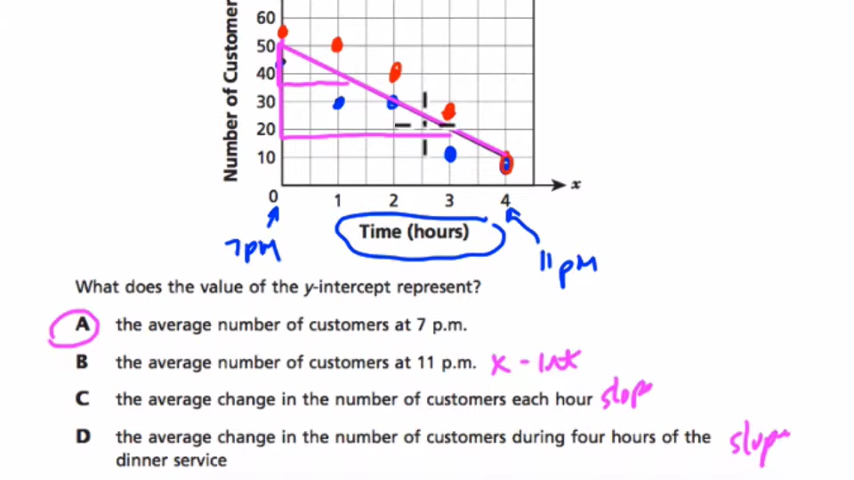 Number of Custome
60
50
40
30
20
10
0 1 2 3 4 x
Time (hours)
7pm
11pm
What does the value of the y-intercept represent?
A the average number of customers at 7 p.m.
B the average number of customers at 11 p.m. x - int
C the average change in the number of customers each hour slope
D the average change in the number of customers during four hours of the slope
dinner service